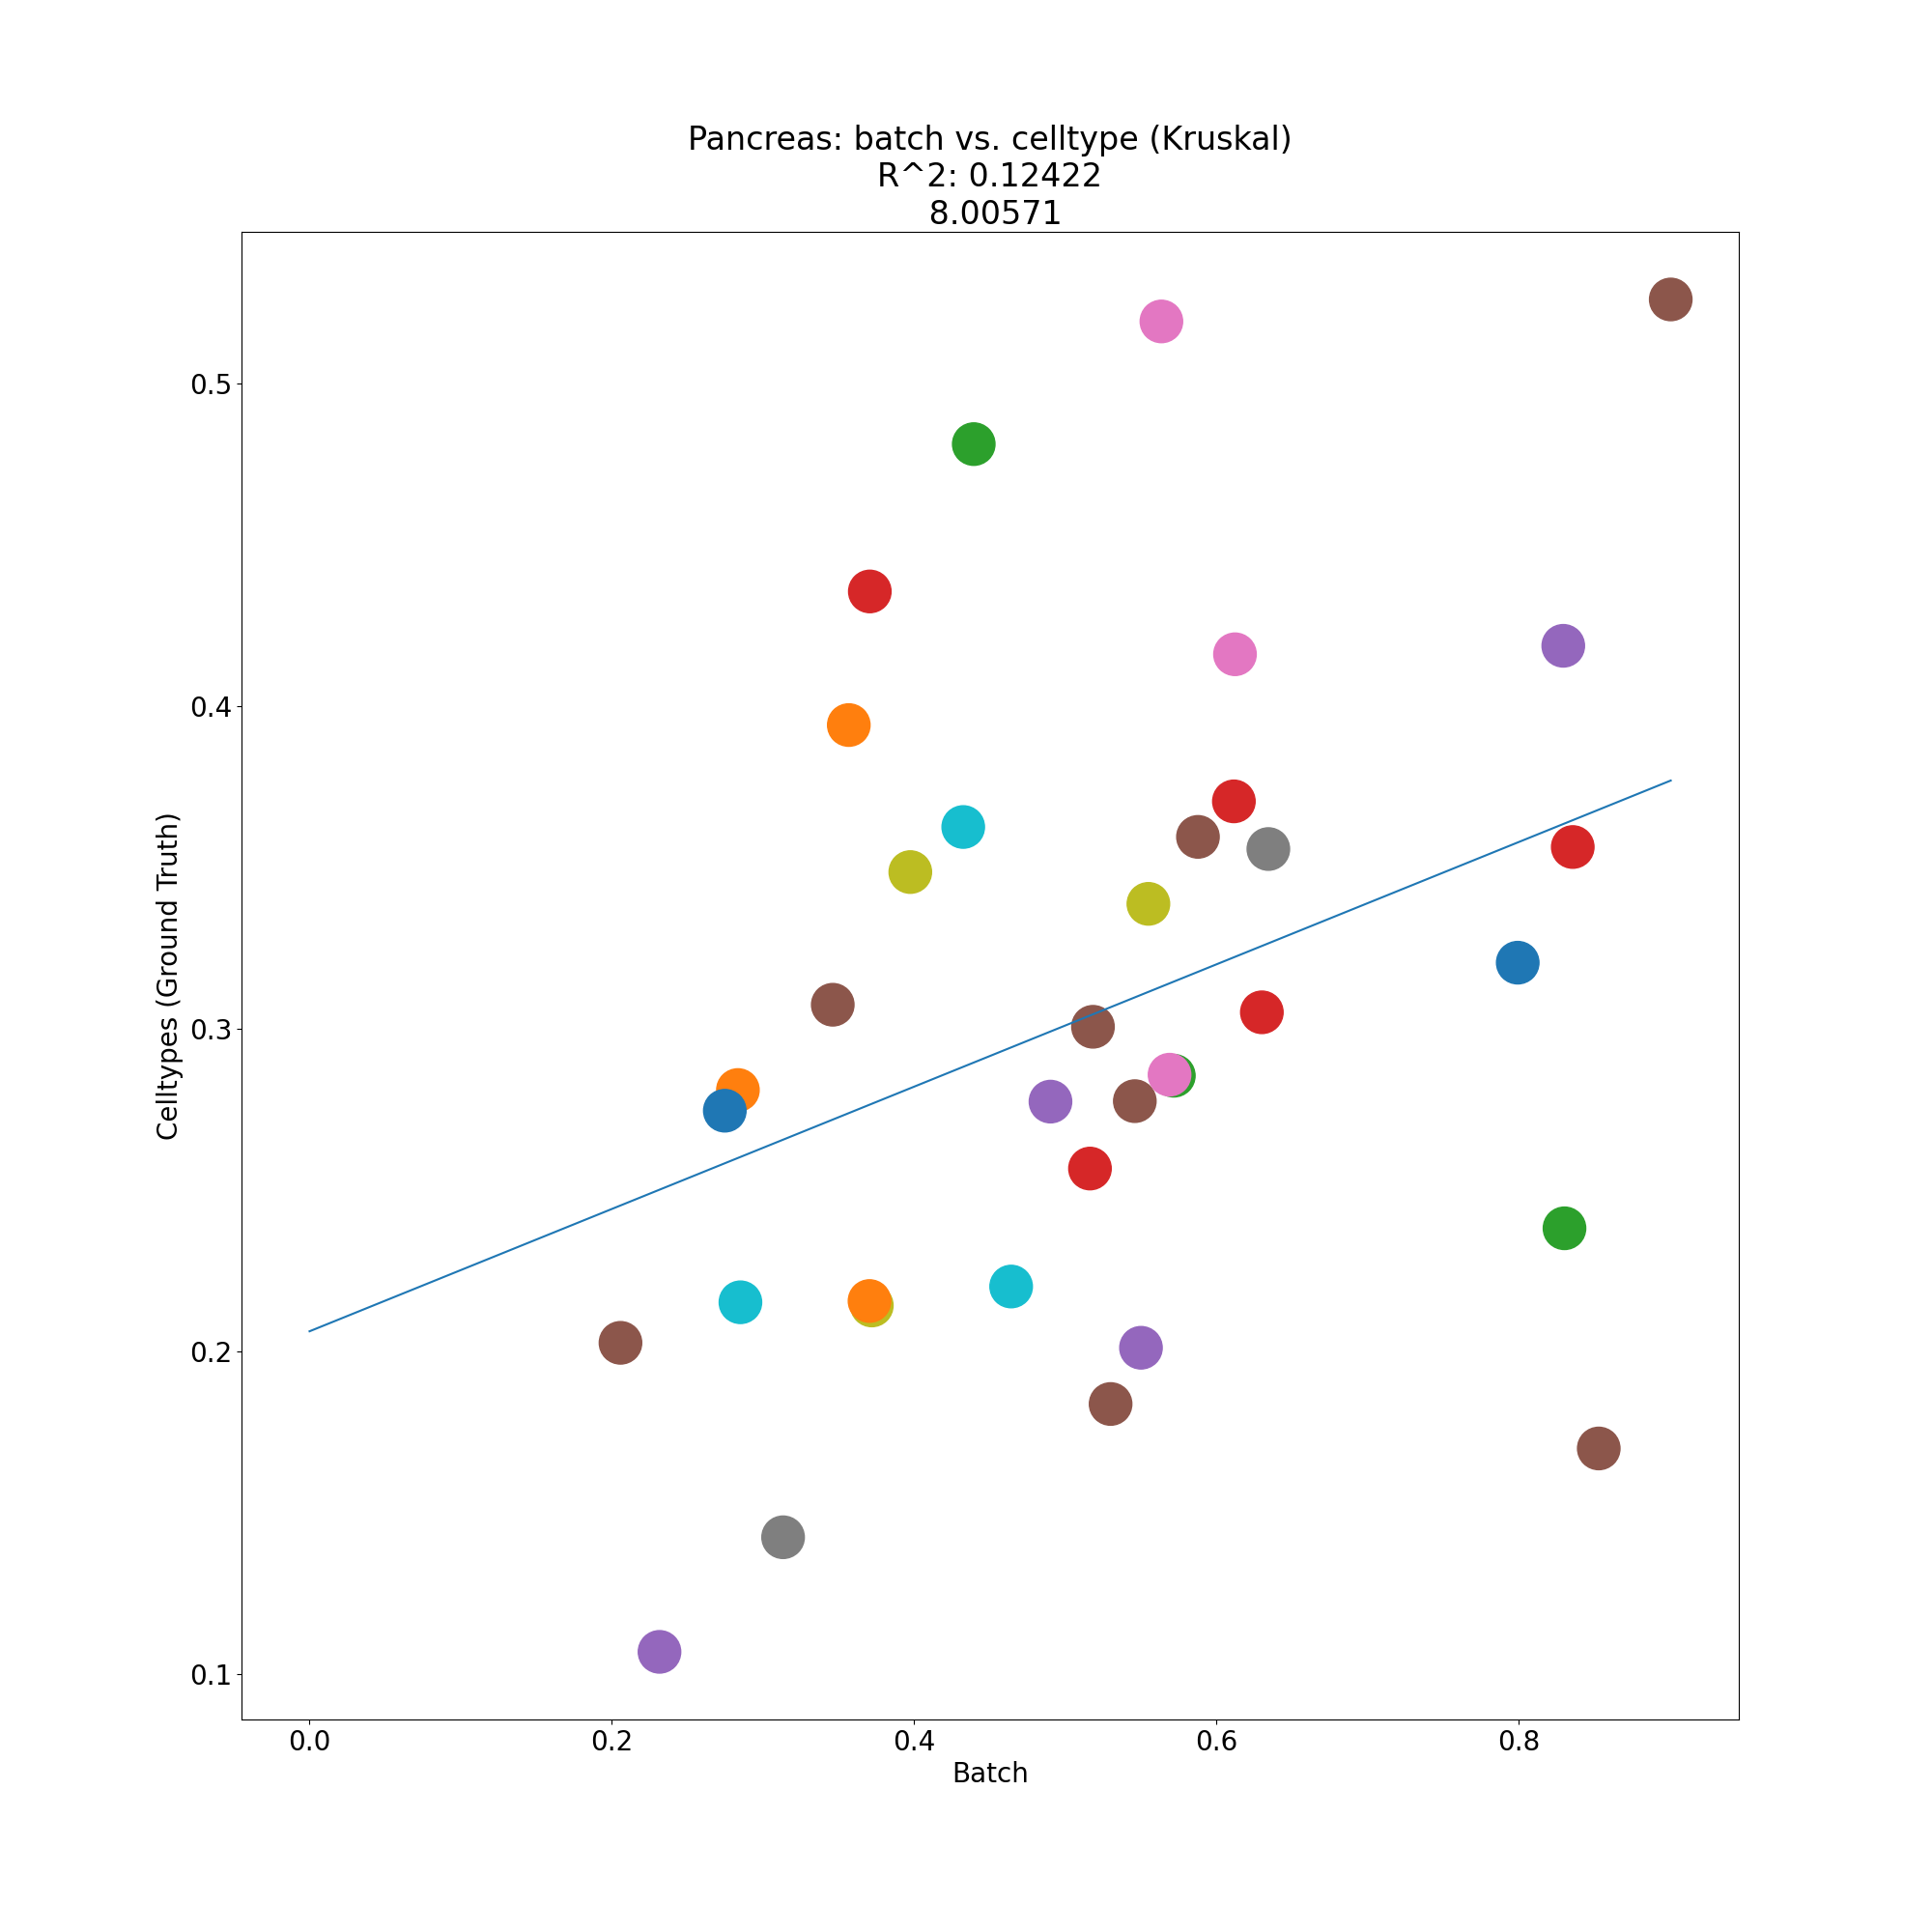 Pancreas: batch vs. celltype (Kruskal)
R^2: 0.12422
8.00571
Celltypes (Ground Truth)
0.5
0.4
0.3
0.2
0.1
0.0 0.2 0.4 0.6 0.8
Batch